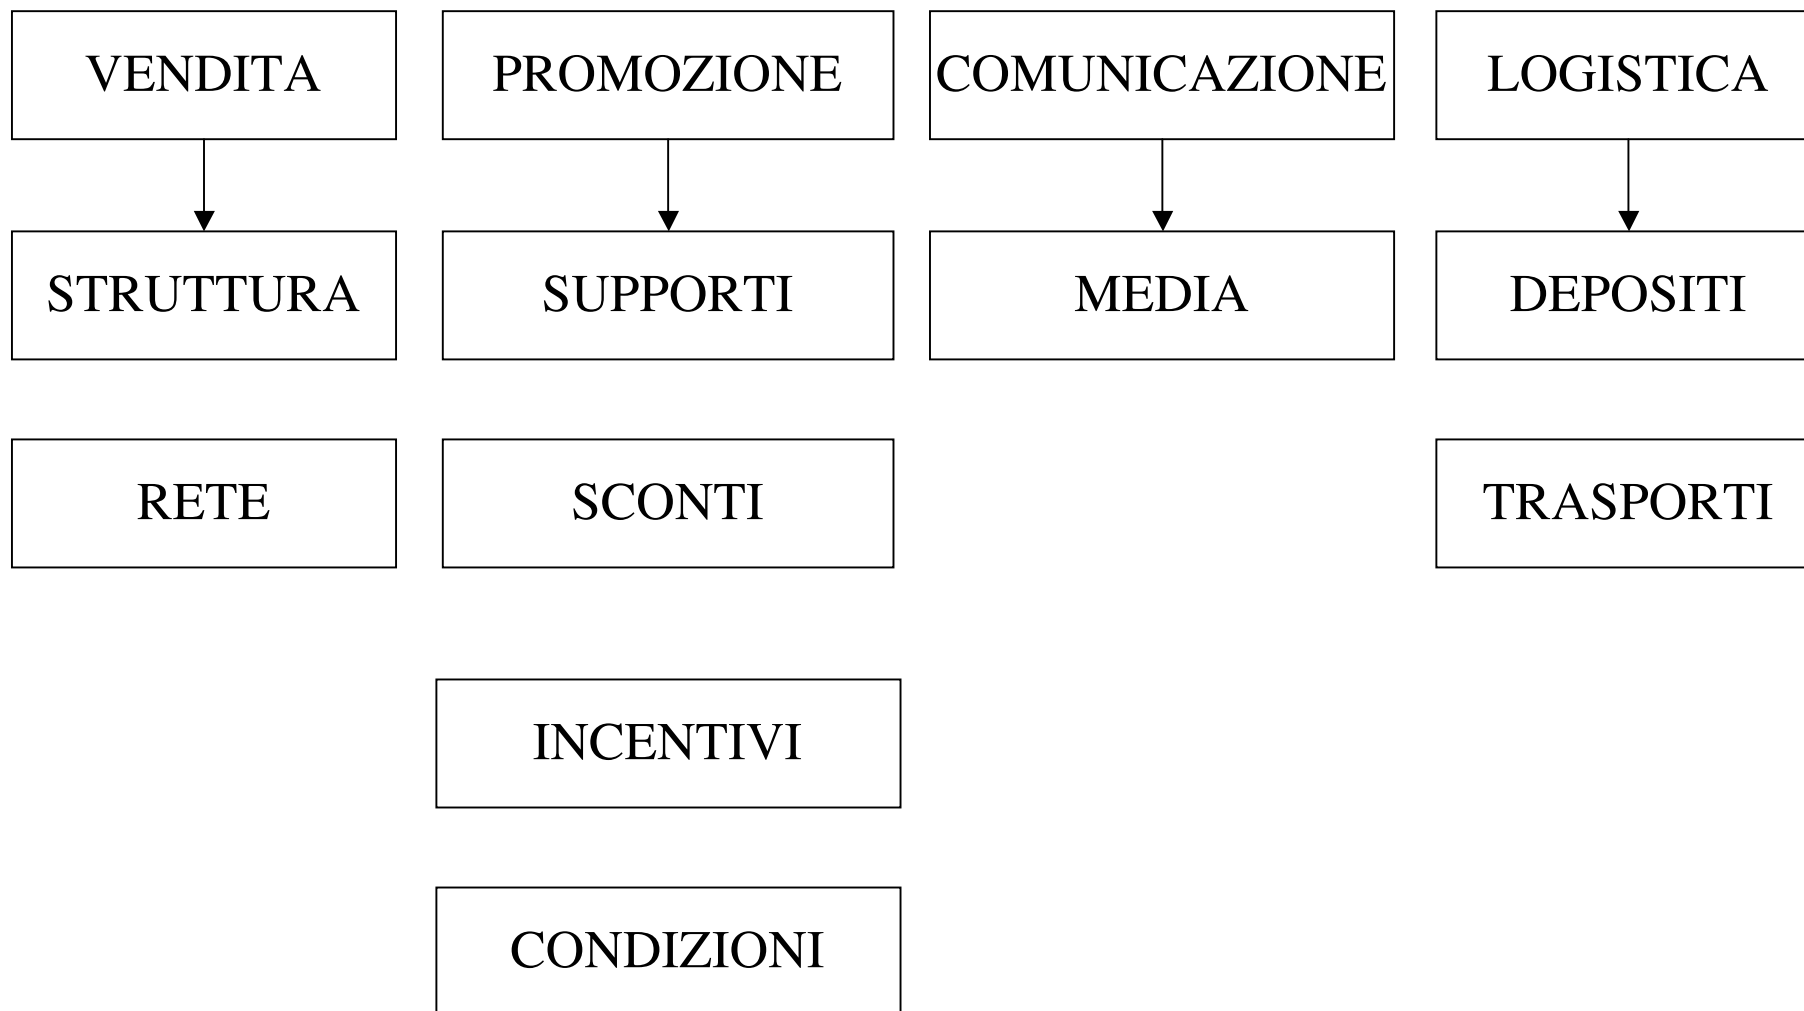 VENDITA
PROMOZIONE
COMUNICAZIONE
LOGISTICA
STRUTTURA
SUPPORTI
MEDIA
DEPOSITI
RETE
SCONTI
TRASPORTI
INCENTIVI
CONDIZIONI